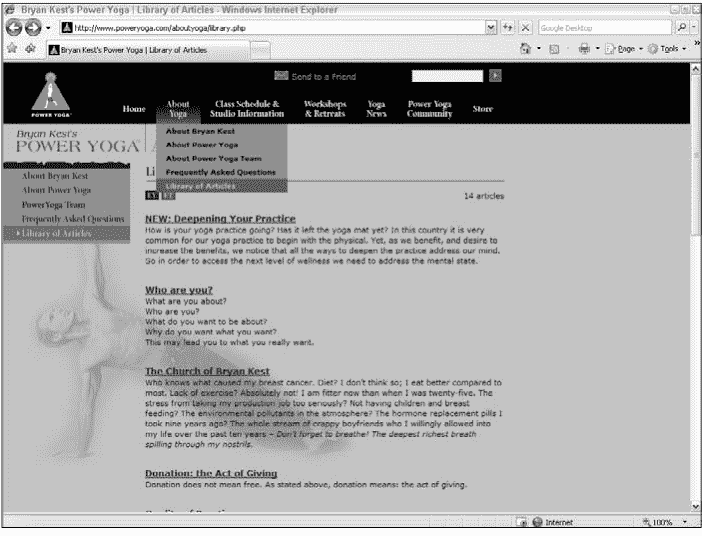 Bryan Kest's Power Yoga | Library of Articles - Windows Internet Explorer
http://www.poweryoga.com/aboutyoga/library.php
Google Desktop
Bryan Kest's Power Yoga | Library of Articles
Page
Tools
Send to a Friend
POWER YOGA
Home
About Yoga
Class Schedule & Studio Information
Workshops & Retreats
Yoga News
Power Yoga Community
Store
Bryan Kest's
POWER YOGA
About Bryan Kest
About Power Yoga
About Power Yoga Team
Frequently Asked Questions
Library of Articles
About Bryan Kest
About Power Yoga
PowerYoga Team
Frequently Asked Questions
Library of Articles
14 articles
NEW: Deepening Your Practice
How is your yoga practice going? Has it left the yoga mat yet? In this country it is very
common for our yoga practice to begin with the physical. Yet, as we benefit, and desire to
increase the benefits, we notice that all the ways to deepen the practice address our mind.
So in order to access the next level of wellness we need to address the mental state.
Who are you?
What are you about?
Who are you?
What do you want to be about?
Why do you want what you want?
This may lead you to what you really want.
The Church of Bryan Kest
Who knows what caused my breast cancer. Diet? I don't think so; I eat better compared to
most. Lack of exercise? Absolutely not! I am fitter now than when I was twenty-five. The
stress from taking my production job too seriously? Not having children and breast
feeding? The environmental pollutants in the atmosphere? The hormone replacement pills I
took nine years ago? The whole stream of crappy boyfriends who I willingly allowed into
my life over the past ten years – Don't forget to breathe! The deepest richest breath
spilling through my nostrils.
Donation: the Act of Giving
Donation does not mean free. As stated above, donation means: the act of giving.
Internet
100%